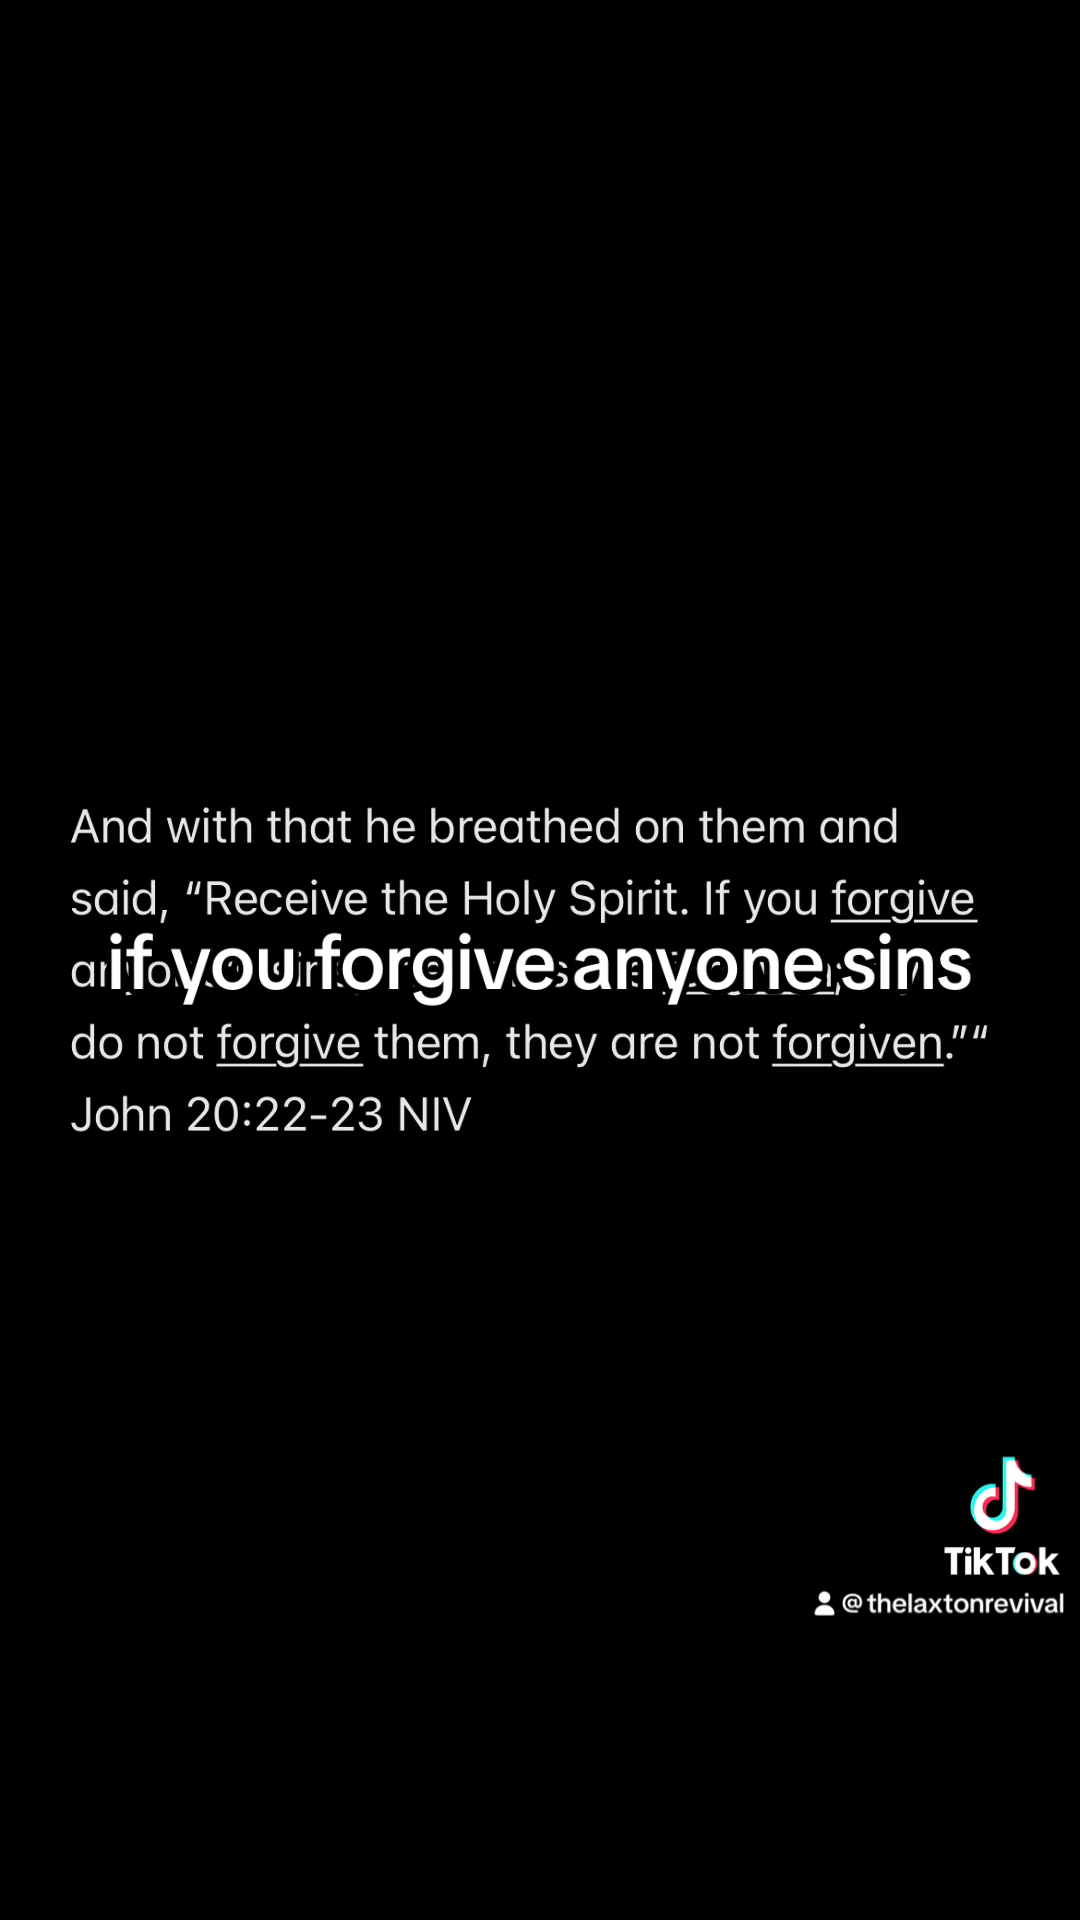 And with that he breathed on them and
said, “Receive the Holy Spirit. If you forgive
if you forgive anyone sins
do not forgive them, they are not forgiven.”“
John 20:22-23 NIV
TikTok
@thelaxtonrevival